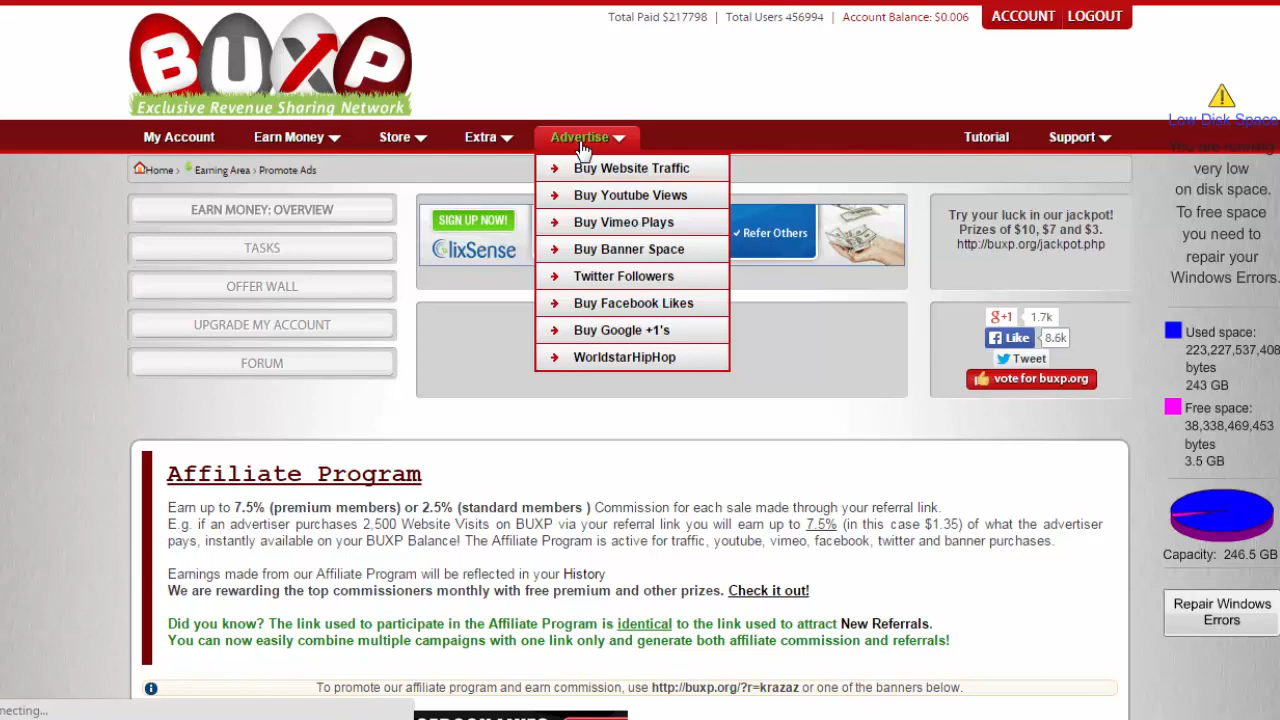 Total Paid $217798 | Total Users 456994 | Account Balance: $0.006
ACCOUNT LOGOUT
BUXP
Exclusive Revenue Sharing Network
My Account Earn Money Store Extra Advertise Tutorial Support
Home > Earning Area > Promote Ads
EARN MONEY: OVERVIEW
TASKS
OFFER WALL
UPGRADE MY ACCOUNT
FORUM
SIGN UP NOW!
ClixSense
Buy Website Traffic
Buy Youtube Views
Buy Vimeo Plays
Buy Banner Space
Twitter Followers
Buy Facebook Likes
Buy Google +1's
WorldstarHipHop
✓ Refer Others
Try your luck in our jackpot!
Prizes of $10, $7 and $3.
http://buxp.org/jackpot.php
g+1 1.7k
f Like 8.6k
Tweet
vote for buxp.org
Low Disk Space
You are running
very low
on disk space.
To free space
you need to
repair your
Windows Errors.
Used space:
223,227,537,408
bytes
243 GB
Free space:
38,338,469,453
bytes
3.5 GB
Capacity: 246.5 GB
Repair Windows
Errors
Affiliate Program
Earn up to 7.5% (premium members) or 2.5% (standard members ) Commission for each sale made through your referral link.
E.g. if an advertiser purchases 2,500 Website Visits on BUXP via your referral link you will earn up to 7.5% (in this case $1.35) of what the advertiser
pays, instantly available on your BUXP Balance! The Affiliate Program is active for traffic, youtube, vimeo, facebook, twitter and banner purchases.
Earnings made from our Affiliate Program will be reflected in your History
We are rewarding the top commissioners monthly with free premium and other prizes. Check it out!
Did you know? The link used to participate in the Affiliate Program is identical to the link used to attract New Referrals.
You can now easily combine multiple campaigns with one link only and generate both affiliate commission and referrals!
To promote our affiliate program and earn commission, use http://buxp.org/?r=krazaz or one of the banners below.
necting...